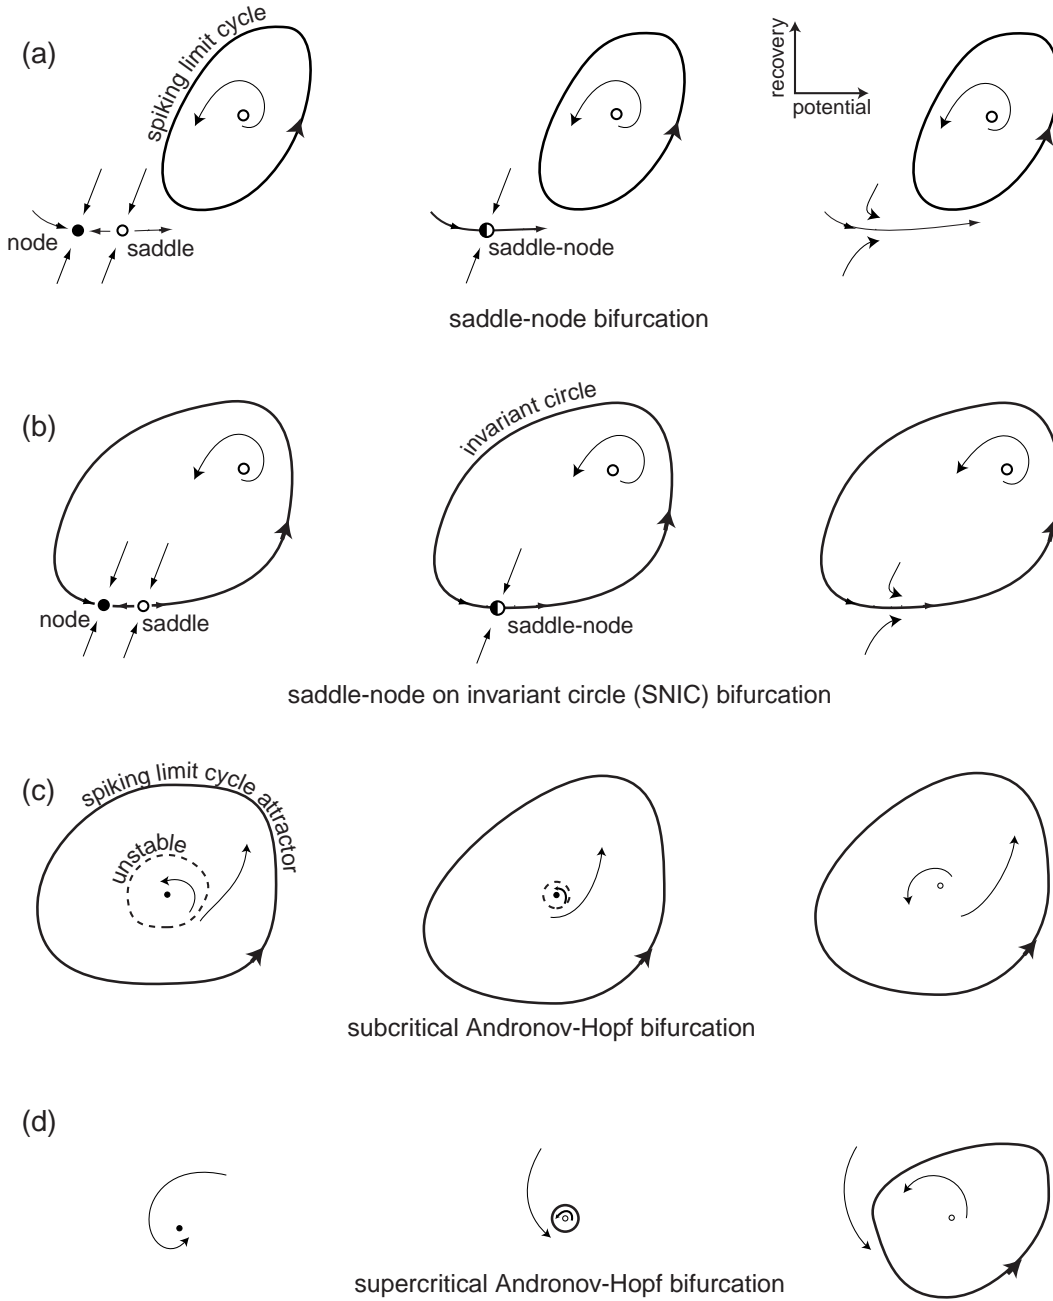 (a)
spiking limit cycle
recovery
potential
node
saddle
saddle-node
saddle-node bifurcation
(b)
invariant circle
node
saddle
saddle-node
saddle-node on invariant circle (SNIC) bifurcation
(c)
spiking limit cycle attractor
unstable
subcritical Andronov-Hopf bifurcation
(d)
supercritical Andronov-Hopf bifurcation